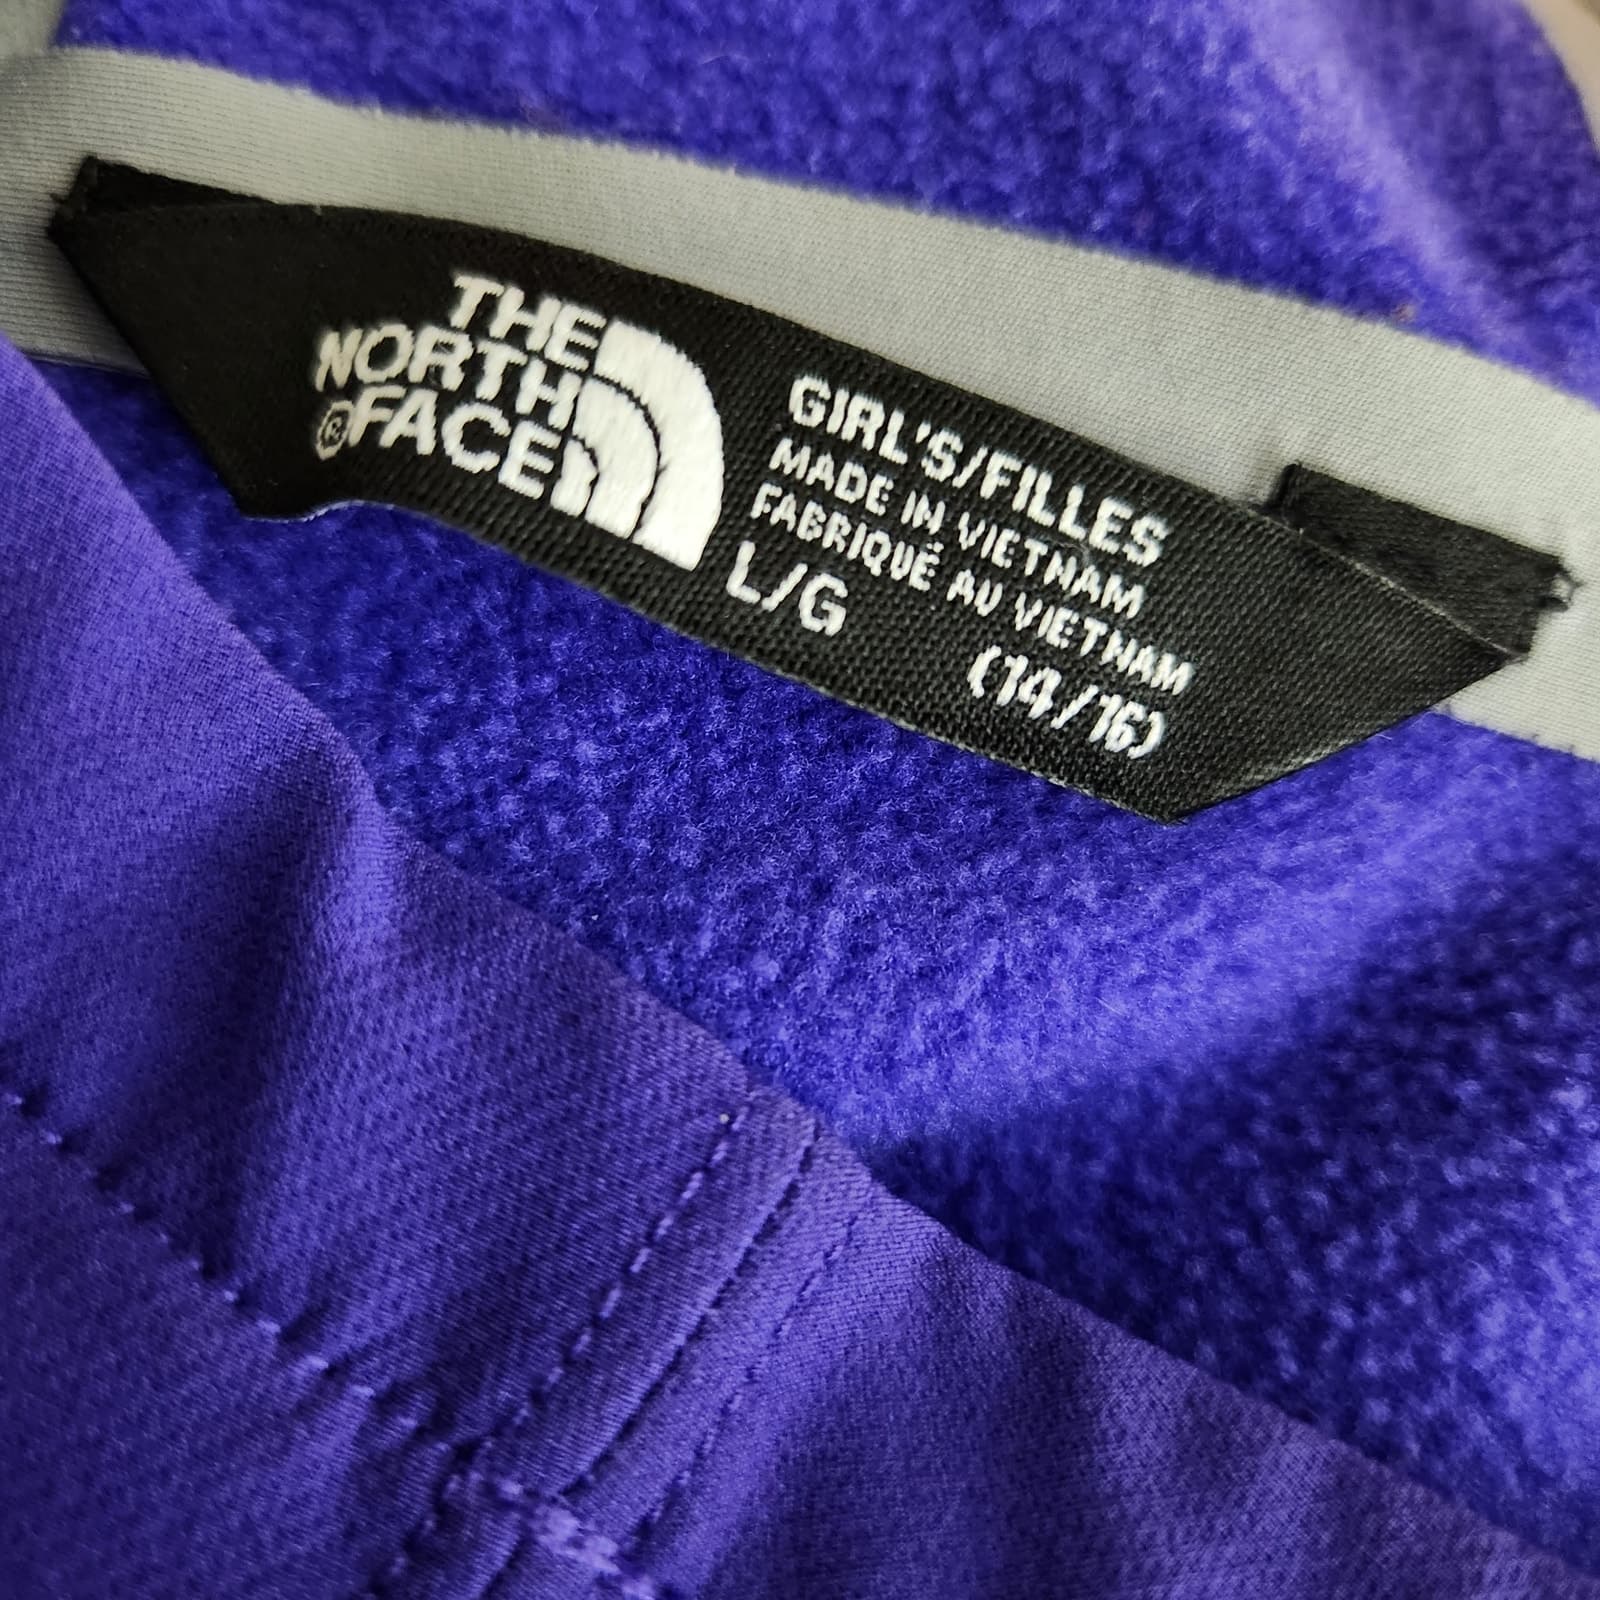 THE
NORTH
®FACE
GIRL'S/FILLES
MADE IN VIETNAM
FABRIQUÉ AU VIETNAM
L/G (14/16)